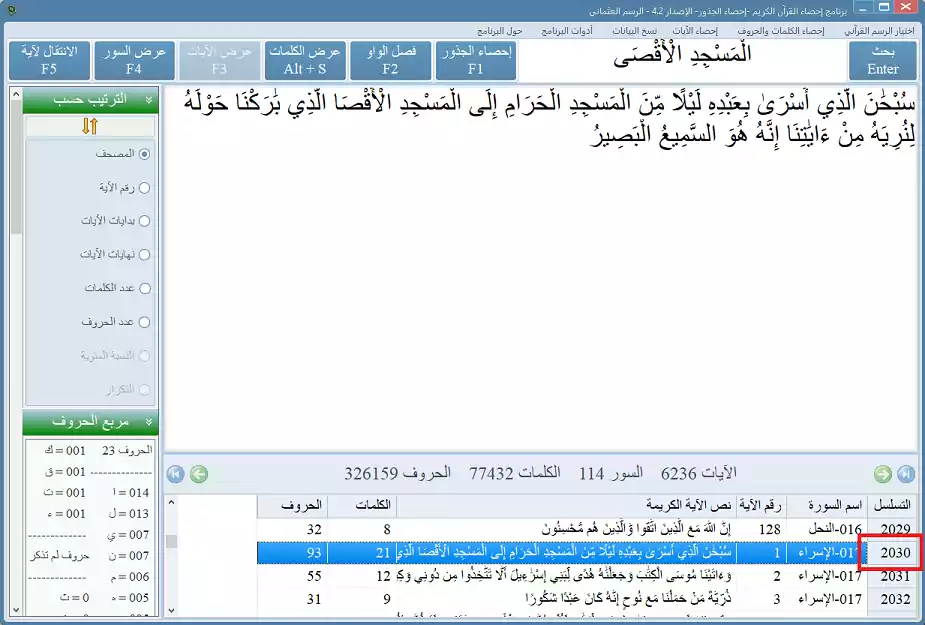 برنامج إحصاء القرآن الكريم -إحصاء الجذور- الإصدار 4.2 - الرسم العثماني
اختيار الرسم القرآني إحصاء الكلمات والحروف إحصاء الآيات نسخ البيانات أدوات البرنامج حول البرنامج
بحث Enter
الْمَسْجِدِ الْأَقْصَى
إحصاء الجذور F1
فصل الواو F2
عرض الكلمات Alt + S
عرض الآيات F3
عرض السور F4
الانتقال لآية F5
سُبْحَٰنَ الَّذِي أَسْرَىٰ بِعَبْدِهِ لَيْلًا مِّنَ الْمَسْجِدِ الْحَرَامِ إِلَى الْمَسْجِدِ الْأَقْصَا الَّذِي بَٰرَكْنَا حَوْلَهُ
لِنُرِيَهُ مِنْ ءَايَٰتِنَا إِنَّهُ هُوَ السَّمِيعُ الْبَصِيرُ
الترتيب حسب
المصحف
رقم الآية
بدايات الآيات
نهايات الآيات
عدد الكلمات
عدد الحروف
النسبة المئوية
التكرار
مربع الحروف
الحروف 23
--------------
014 = ا
013 = ل
007 = ي
007 = ن
006 = م
005 = ه
001 = ك
001 = ق
001 = ث
001 = ء
--------------
حروف لم تذكر
--------------
0 = ث
الآيات 6236 السور 114 الكلمات 77432 الحروف 326159
التسلسل اسم السورة رقم الآية نص الآية الكريمة الكلمات الحروف
2029 016-النحل 128 إِنَّ اللَّهَ مَعَ الَّذِينَ اتَّقَوا وَّالَّذِينَ هُم مُّحْسِنُونَ 8 32
2030 017-الإسراء 1 سُبْحَٰنَ الَّذِي أَسْرَىٰ بِعَبْدِهِ لَيْلًا مِّنَ الْمَسْجِدِ الْحَرَامِ إِلَى الْمَسْجِدِ الْأَقْصَا الَّذِي 21 93
2031 017-الإسراء 2 وَءَاتَيْنَا مُوسَى الْكِتَٰبَ وَجَعَلْنَٰهُ هُدًى لِّبَنِي إِسْرَٰءِيلَ أَلَّا تَتَّخِذُوا مِن دُونِي وَكِ 12 55
2032 017-الإسراء 3 ذُرِّيَّةَ مَنْ حَمَلْنَا مَعَ نُوحٍ إِنَّهُ كَانَ عَبْدًا شَكُورًا 9 31